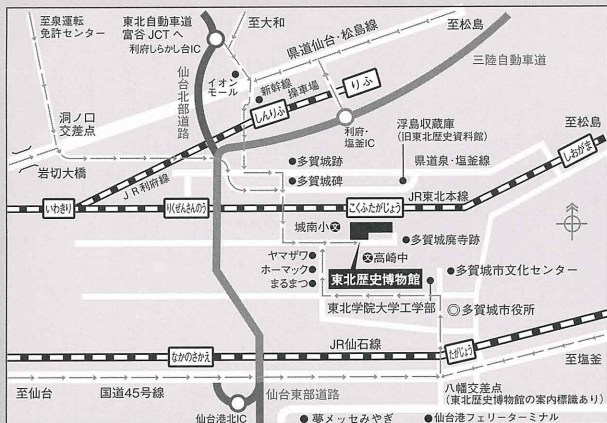 至泉運転
免許センター
東北自動車道
富谷JCTへ
利府しらかし台IC
至大和
県道仙台・松島線
至松島
三陸自動車道
仙台北部道路
イオン
モール
新幹線
操車場
りふ
しんりふ
洞ノ口
交差点
利府・
塩釜IC
浮島収蔵庫
(旧東北歴史資料館)
至松島
多賀城跡
県道泉・塩釜線
しおがま
岩切大橋
JR利府線
多賀城碑
JR東北本線
いわきり
りくぜんさんのう
こくふたがじょう
城南小
文
多賀城廃寺跡
ヤマザワ
文
高崎中
ホーマック
東北歴史博物館
多賀城市文化センター
まるまつ
東北学院大学工学部
多賀城市役所
JR仙石線
なかのさかえ
たがじょう
至塩釜
至仙台
国道45号線
仙台東部道路
八幡交差点
(東北歴史博物館の案内標識あり)
仙台港北IC
夢メッセみやぎ
仙台港フェリーターミナル